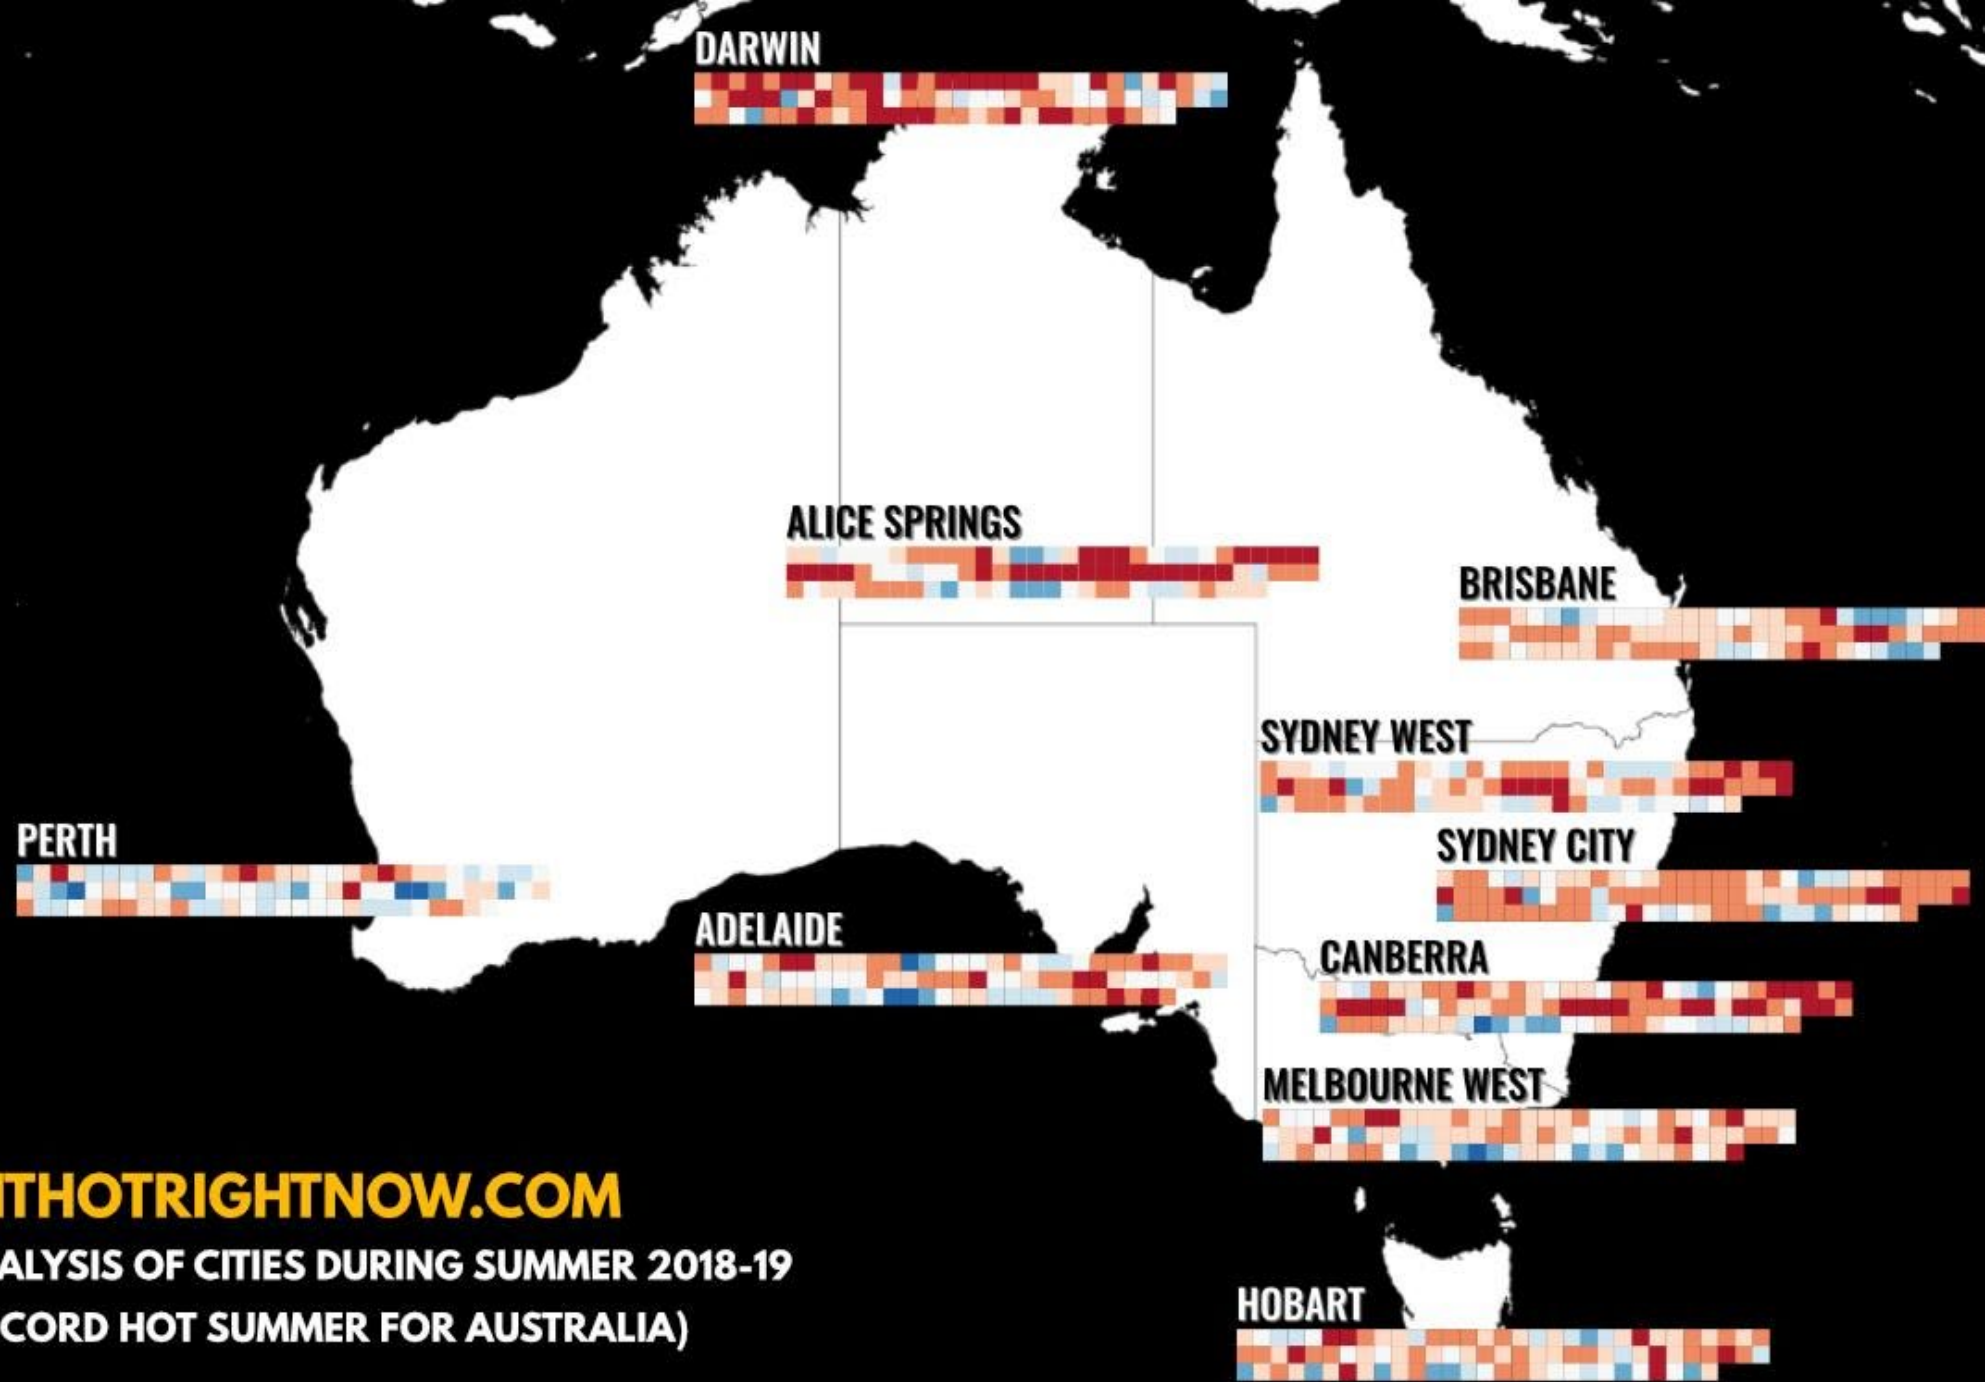 DARWIN
ALICE SPRINGS
BRISBANE
SYDNEY WEST
PERTH
SYDNEY CITY
ADELAIDE
CANBERRA
MELBOURNE WEST
ITHOTRIGHTNOW.COM
ALYSIS OF CITIES DURING SUMMER 2018-19
CORD HOT SUMMER FOR AUSTRALIA)
HOBART